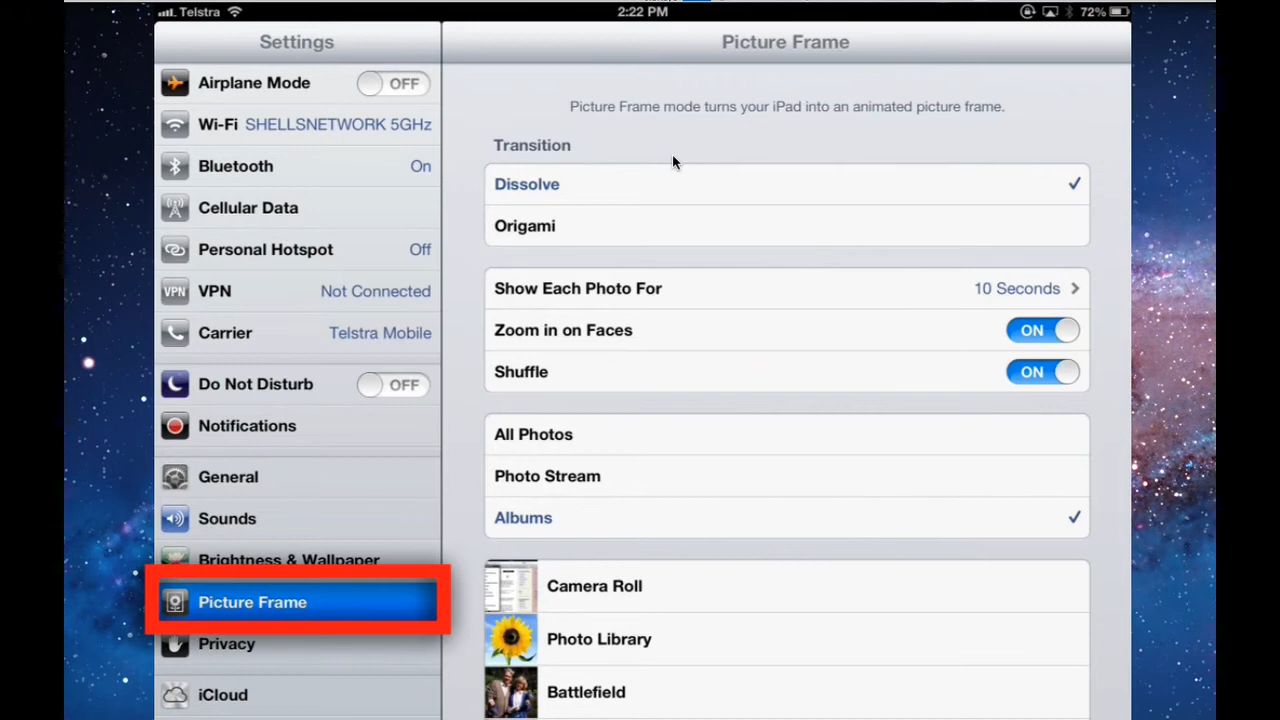 Telstra 2:22 PM 72%
Settings
Airplane Mode OFF
Wi-Fi SHELLSNETWORK 5GHz
Bluetooth On
Cellular Data
Personal Hotspot Off
VPN VPN Not Connected
Carrier Telstra Mobile
Do Not Disturb OFF
Notifications
General
Sounds
Brightness & Wallpaper
Picture Frame
Privacy
iCloud
Picture Frame
Picture Frame mode turns your iPad into an animated picture frame.
Transition
Dissolve
Origami
Show Each Photo For 10 Seconds
Zoom in on Faces ON
Shuffle ON
All Photos
Photo Stream
Albums
Camera Roll
Photo Library
Battlefield